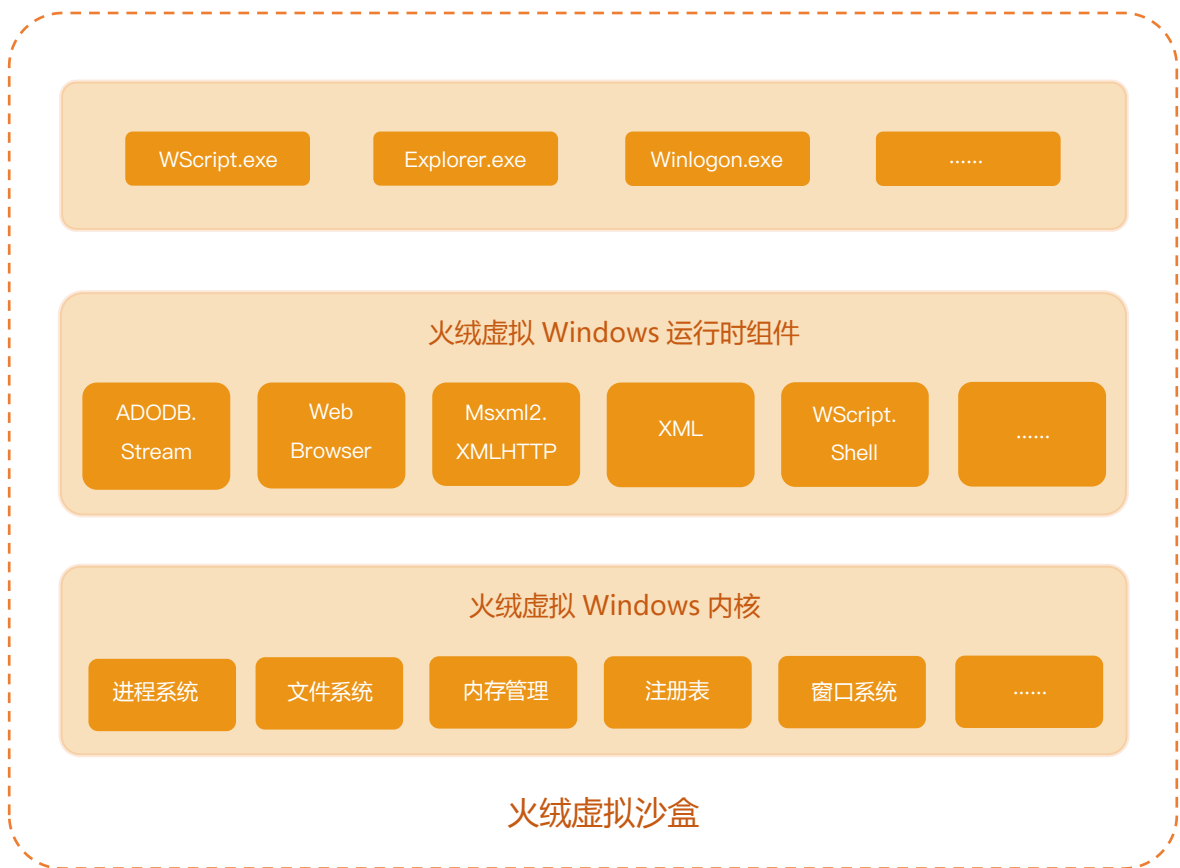 WScript.exe
Explorer.exe
Winlogon.exe
......
火绒虚拟 Windows 运行时组件
ADODB.
Stream
Web
Browser
Msxml2.
XMLHTTP
XML
WScript.
Shell
......
火绒虚拟 Windows 内核
进程系统
文件系统
内存管理
注册表
窗口系统
......
火绒虚拟沙盒